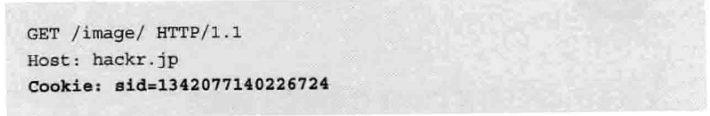 GET /image/ HTTP/1.1
Host: hackr.jp
Cookie: sid=1342077140226724